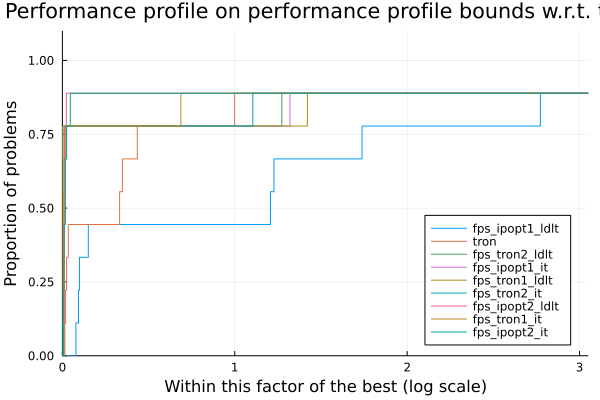 Performance profile on performance profile bounds w.r.t.
1.00
0.75
0.50
0.25
0.00
Proportion of problems
0 1 2 3
Within this factor of the best (log scale)
fps_ipopt1_ldlt
tron
fps_tron2_ldlt
fps_ipopt1_it
fps_tron1_ldlt
fps_tron2_it
fps_ipopt2_ldlt
fps_tron1_it
fps_ipopt2_it